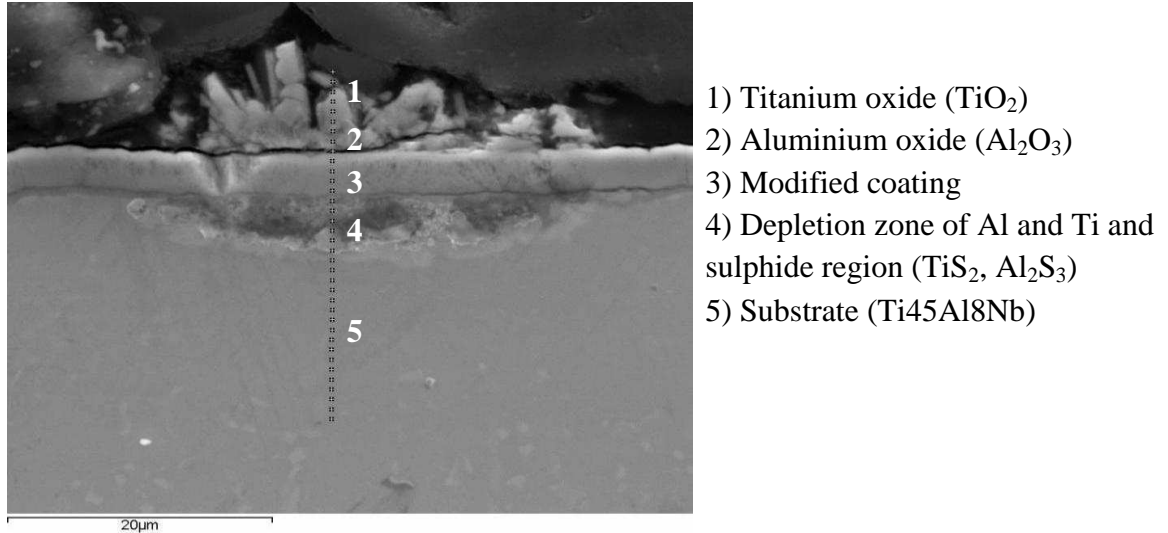 1
2
3
4
5
20µm
1) Titanium oxide (TiO₂)
2) Aluminium oxide (Al₂O₃)
3) Modified coating
4) Depletion zone of Al and Ti and
sulphide region (TiS₂, Al₂S₃)
5) Substrate (Ti45Al8Nb)